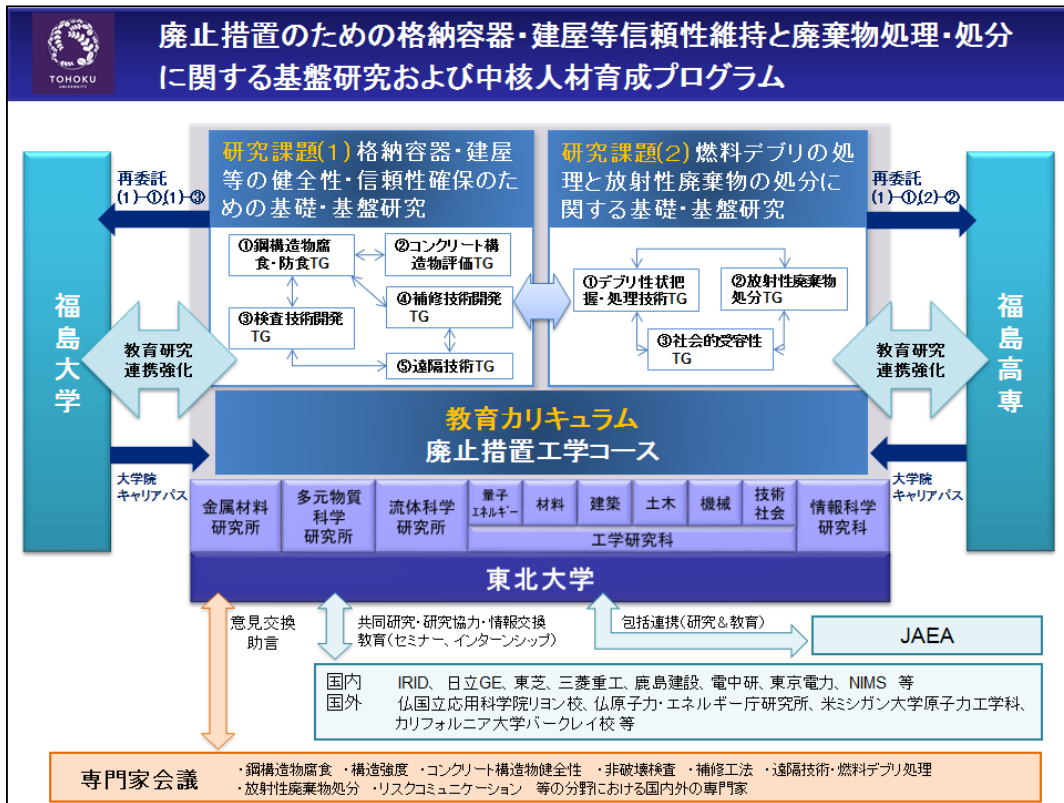 TOHOKU
UNIVERSITY
廃止措置のための格納容器・建屋等信頼性維持と廃棄物処理・処分
に関する基盤研究および中核人材育成プログラム
研究課題(1)格納容器・建屋
等の健全性・信頼性確保のた
めの基礎・基盤研究
①鋼構造物腐
食・防食TG
②コンクリート構
造物評価TG
③検査技術開発
TG
④補修技術開発
TG
⑤遠隔技術TG
研究課題(2)燃料デブリの処
理と放射性廃棄物の処分に
関する基礎・基盤研究
①デブリ性状把
握・処理技術TG
②放射性廃棄物
処分TG
③社会的受容性
TG
再委託
(1)-①,(1)-③
再委託
(1)-①,(2)-②
福島大学
教育研究
連携強化
教育研究
連携強化
福島高専
教育カリキュラム
廃止措置工学コース
大学院
キャリアパス
大学院
キャリアパス
金属材料
研究所
多元物質
科学
研究所
流体科学
研究所
量子
エネルギー
材料
建築
土木
機械
技術
社会
工学研究科
情報科学
研究科
東北大学
意見交換
助言
共同研究・研究協力・情報交換
教育(セミナー、インターンシップ)
包括連携(研究&教育)
JAEA
国内 IRID、日立GE、東芝、三菱重工、鹿島建設、電中研、東京電力、NIMS 等
国外 仏国立応用科学院リヨン校、仏原子力・エネルギー庁研究所、米ミシガン大学原子力工学科、
カリフォルニア大学バークレイ校 等
専門家会議
・鋼構造物腐食 ・構造強度 ・コンクリート構造物健全性 ・非破壊検査 ・補修工法 ・遠隔技術・燃料デブリ処理
・放射性廃棄物処分 ・リスクコミュニケーション 等の分野における国内外の専門家